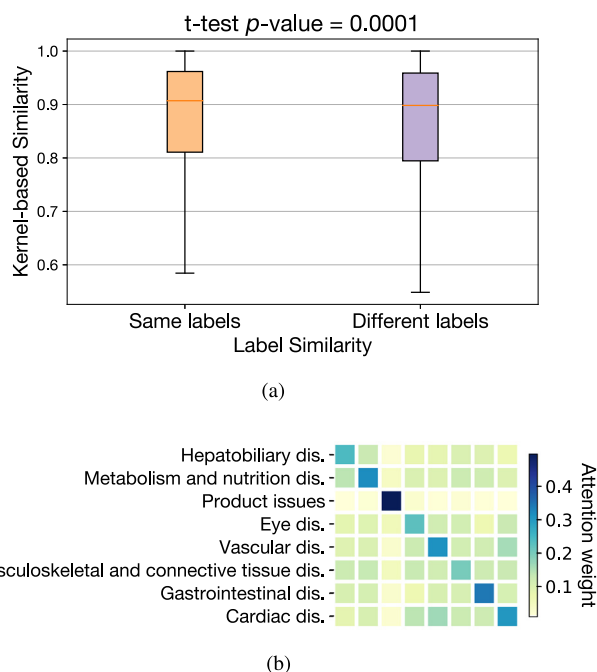 t-test p-value = 0.0001
1.0
0.9
0.8
0.7
0.6
Kernel-based Similarity
Same labels
Different labels
Label Similarity
(a)
Hepatobiliary dis.
Metabolism and nutrition dis.
Product issues
Eye dis.
Vascular dis.
sculoskeletal and connective tissue dis.
Gastrointestinal dis.
Cardiac dis.
0.4
0.3
0.2
0.1
Attention weight
(b)